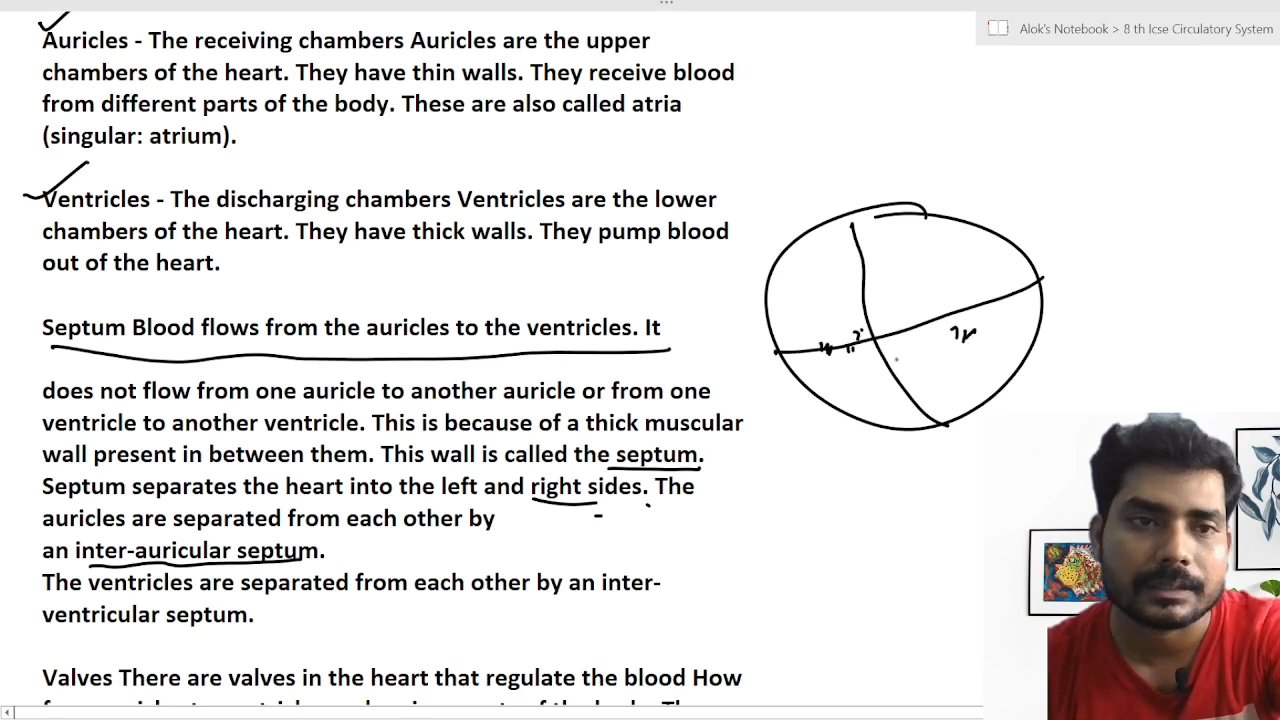 Alok's Notebook > 8 th Icse Circulatory System
Auricles - The receiving chambers Auricles are the upper
chambers of the heart. They have thin walls. They receive blood
from different parts of the body. These are also called atria
(singular: atrium).
Ventricles - The discharging chambers Ventricles are the lower
chambers of the heart. They have thick walls. They pump blood
out of the heart.
Septum Blood flows from the auricles to the ventricles. It
does not flow from one auricle to another auricle or from one
ventricle to another ventricle. This is because of a thick muscular
wall present in between them. This wall is called the septum.
Septum separates the heart into the left and right sides. The
auricles are separated from each other by
an inter-auricular septum.
The ventricles are separated from each other by an inter-
ventricular septum.
Valves There are valves in the heart that regulate the blood How